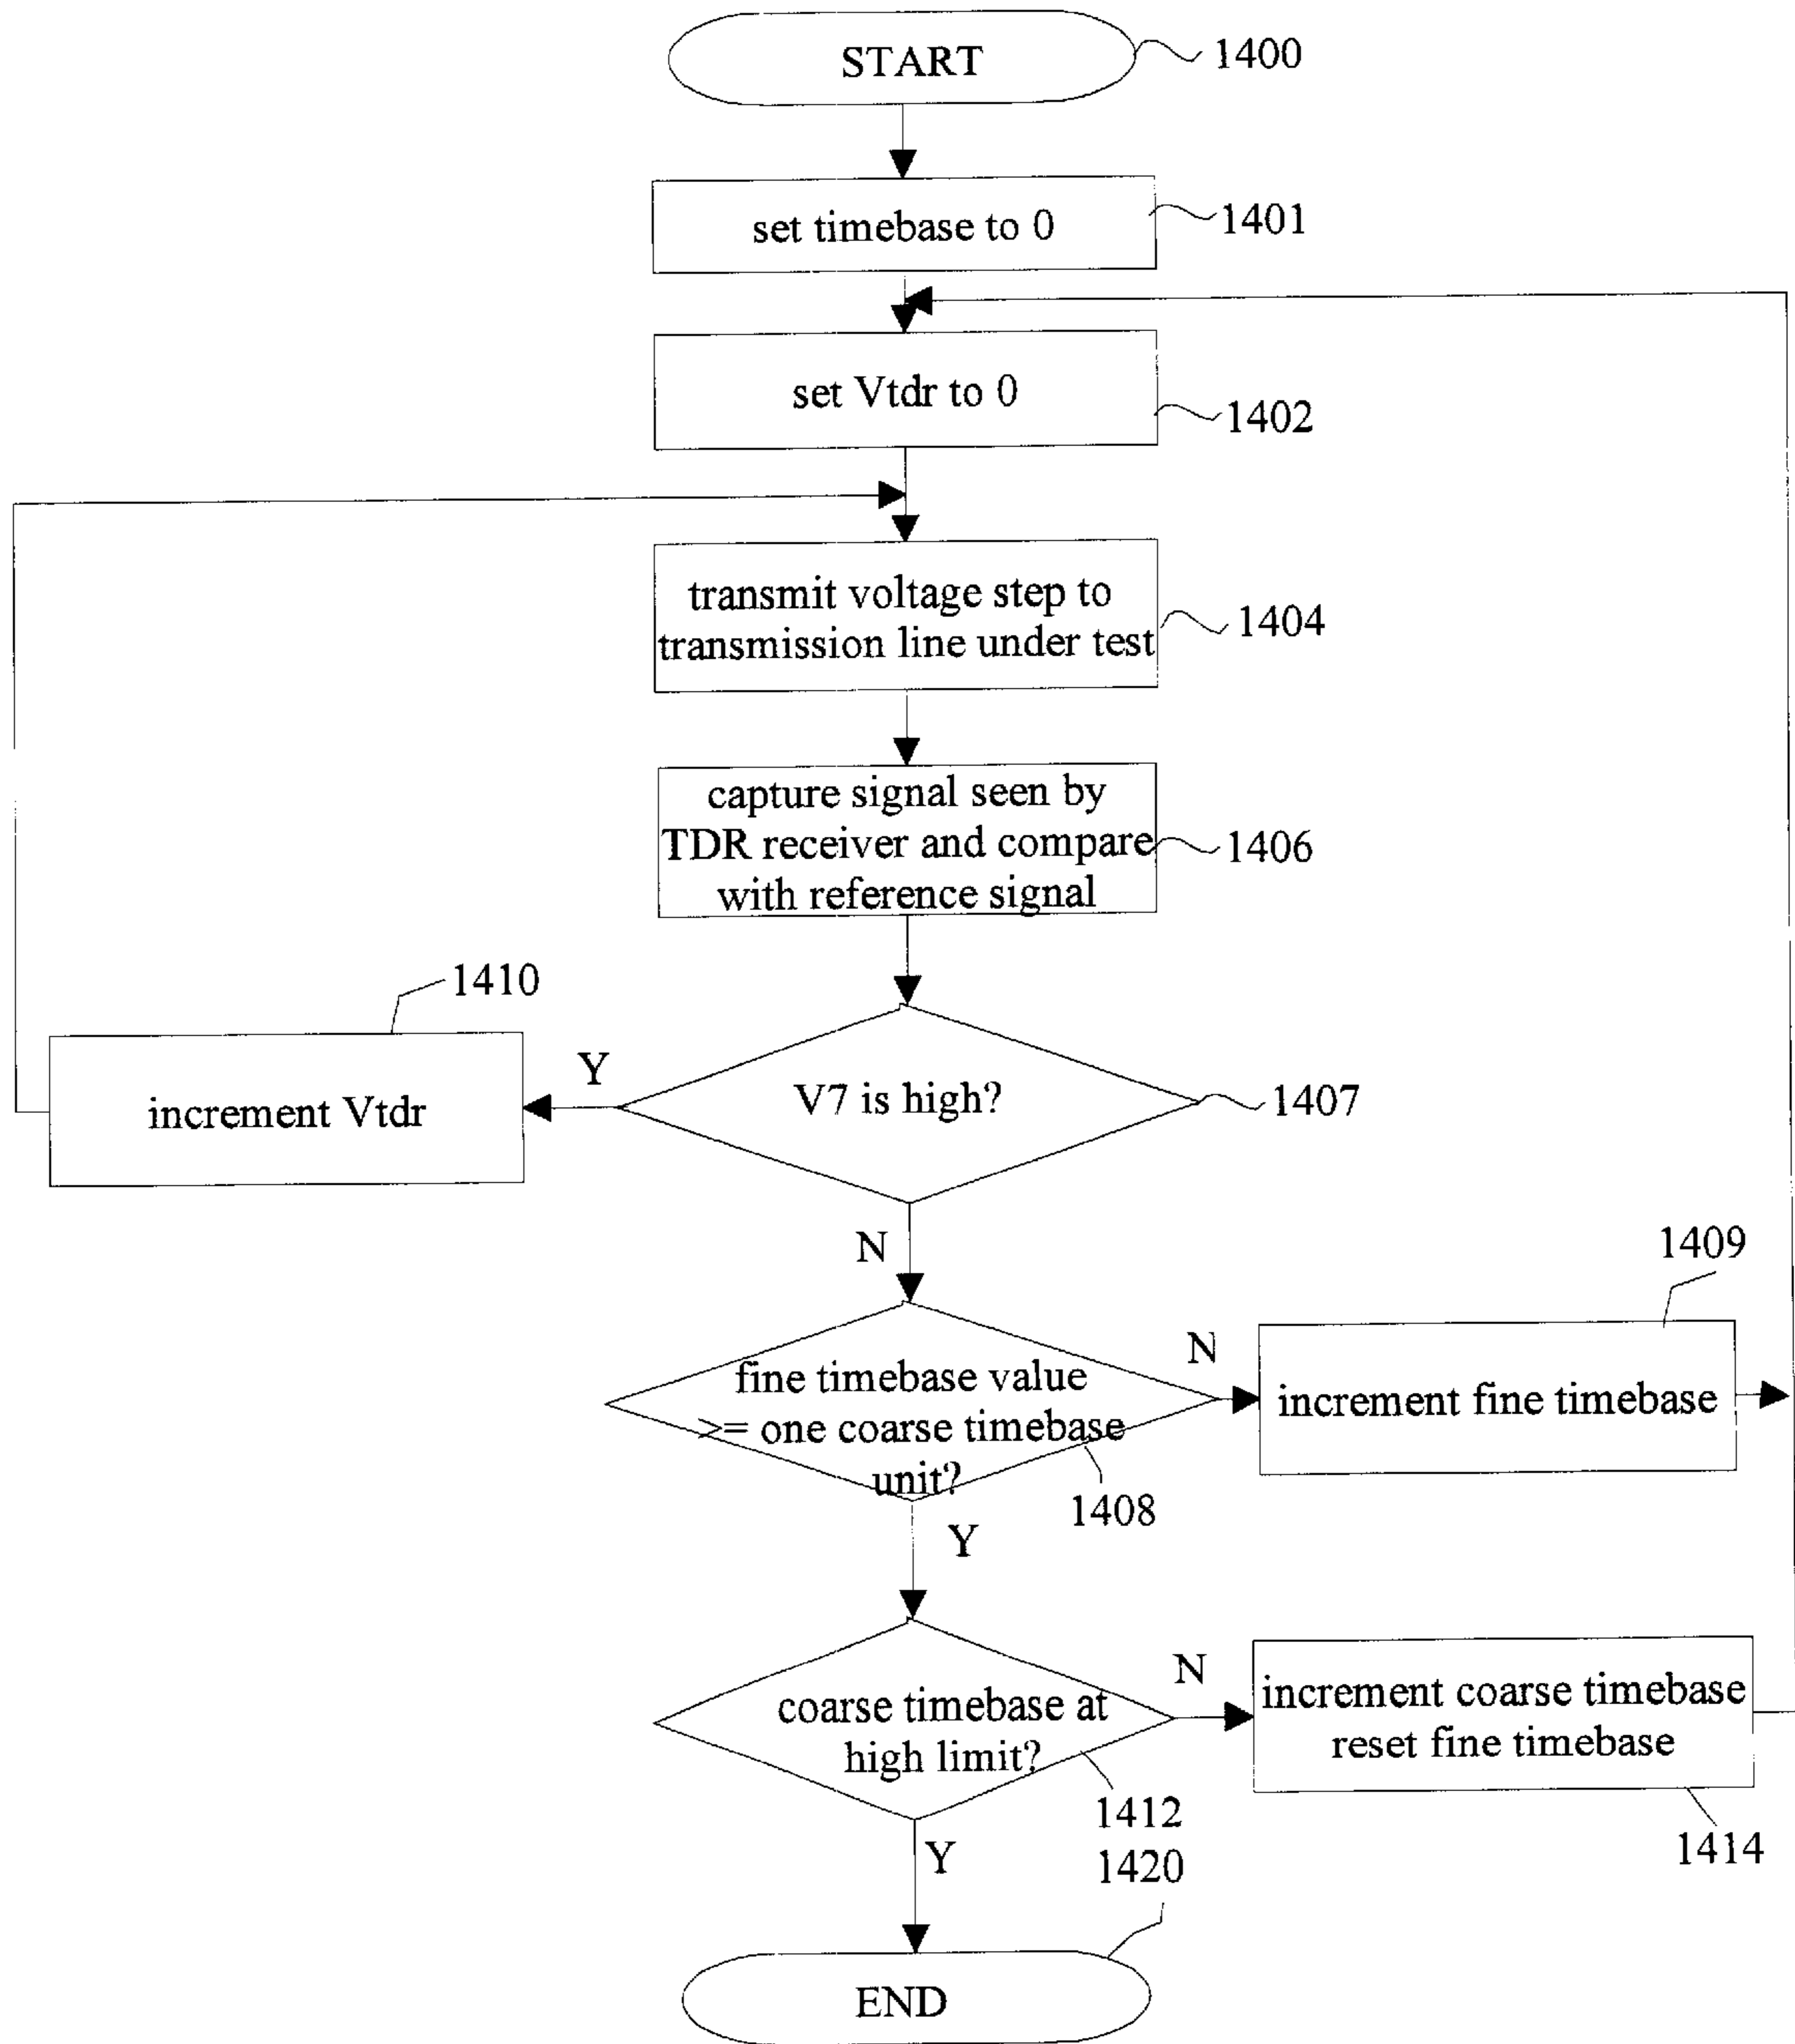 START
1400
set timebase to 0
1401
set Vtdr to 0
1402
transmit voltage step to
transmission line under test
1404
capture signal seen by
TDR receiver and compare
with reference signal
1406
1410
increment Vtdr
Y
V7 is high?
1407
N
1409
fine timebase value
>= one coarse timebase
unit?
N
increment fine timebase
1408
Y
coarse timebase at
high limit?
N
increment coarse timebase
reset fine timebase
1412
1414
Y
1420
END